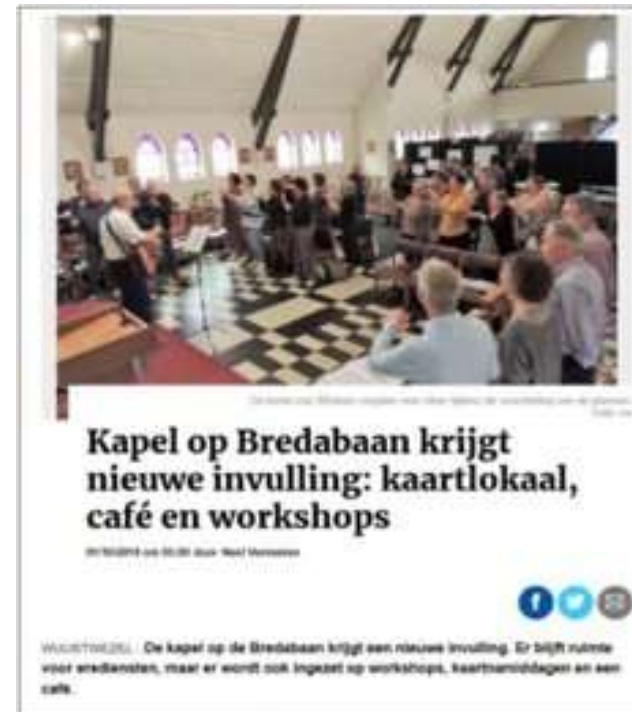 Kapel op Bredabaan krijgt
nieuwe invulling: kaartlokaal,
café en workshops
door
WUUSTWEZEL De kapel op de Bredabaan krijgt een nieuwe invulling. Er blijft ruimte
voor erediensten, maar er wordt ook ingezet op workshops, kaartnamiddagen en een
café.